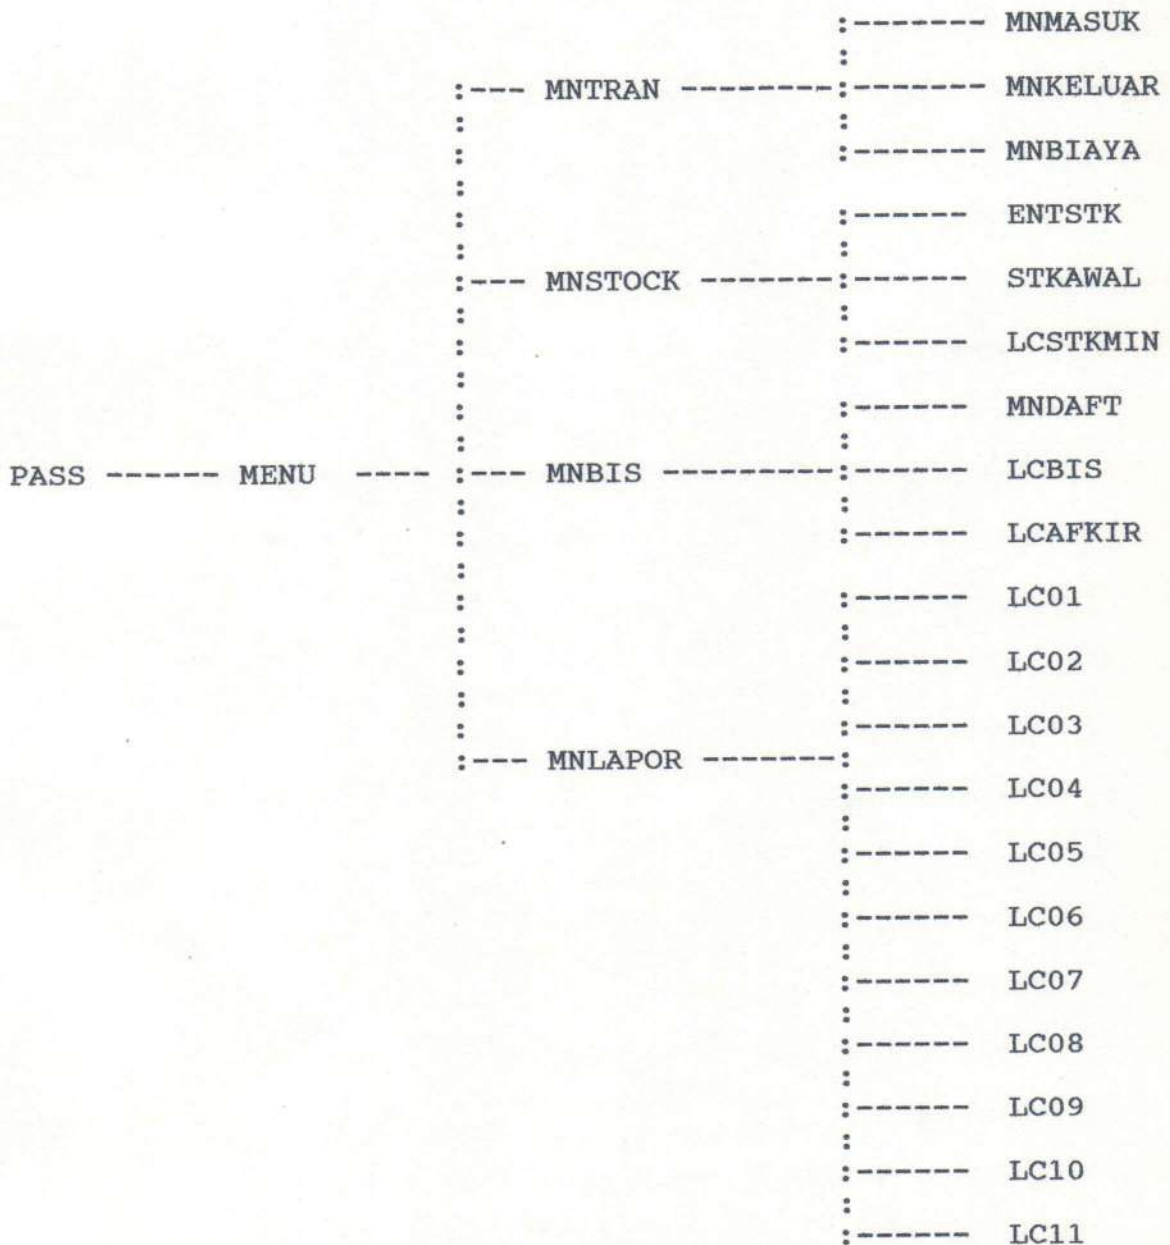 :------- MNMASUK
:
:--- MNTRAN --------:------- MNKELUAR
: :
: :------- MNBIAYA
:
: :------ ENTSTK
: :
:--- MNSTOCK -------:------ STKAWAL
: :
: :------ LCSTKMIN
:
: :------ MNDAFT
: :
PASS ------ MENU ---- :--- MNBIS ---------:------ LCBIS
: :
: :------ LCAFKIR
:
: :------ LC01
: :
: :------ LC02
: :
: :------ LC03
:--- MNLAPOR -------:
:------ LC04
:
:------ LC05
:
:------ LC06
:
:------ LC07
:
:------ LC08
:
:------ LC09
:
:------ LC10
:
:------ LC11